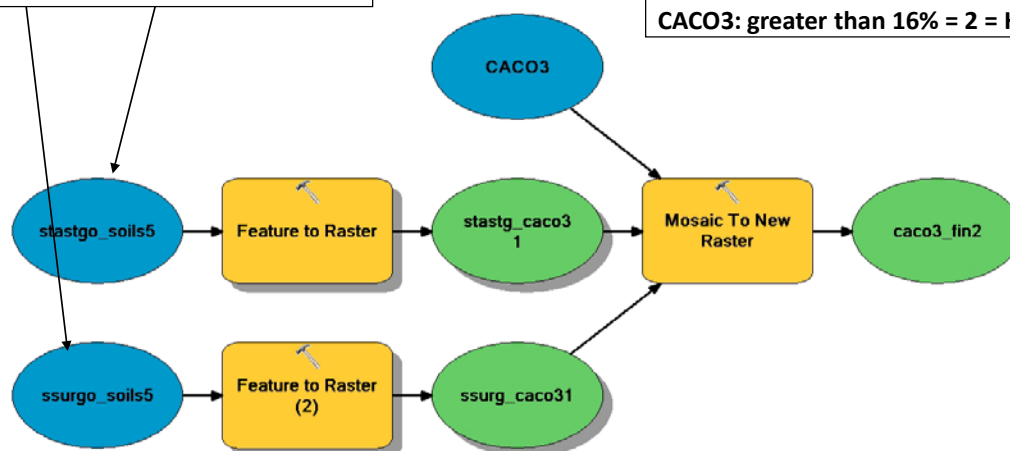 CACO3: greater than 16% = 2 =
CACO3
stastgo_soils5
Feature to Raster
stastg_caco3
1
Mosaic To New
Raster
caco3_fin2
ssurgo_soils5
Feature to Raster
(2)
ssurg_caco31